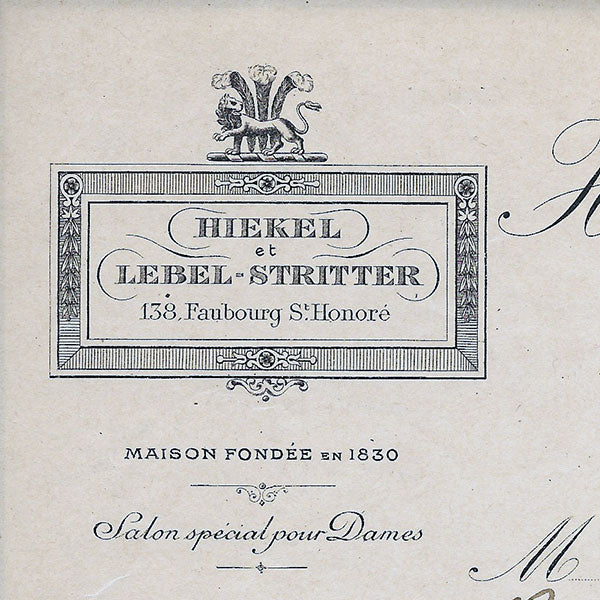 HIEKEL
et
LEBEL-STRITTER
138, Faubourg St. Honoré
MAISON FONDÉE EN 1830
Salon spécial pour Dames
H
M